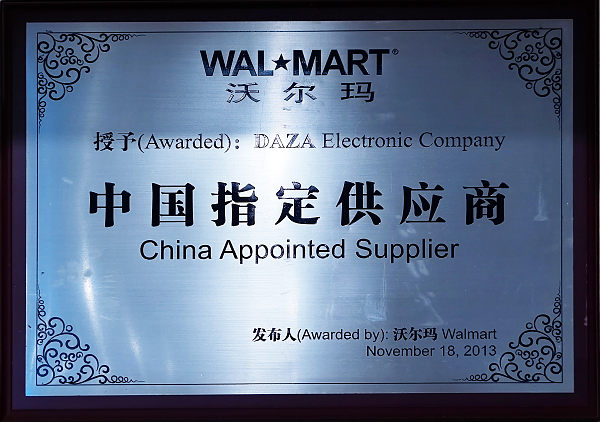 WAL★MART®
沃尔玛
授予(Awarded)：DAZA Electronic Company
中国指定供应商
China Appointed Supplier
发布人(Awarded by): 沃尔玛 Walmart
November 18, 2013